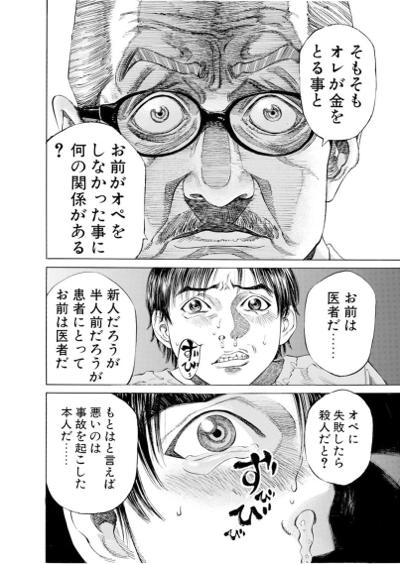 そもそも
オレが金を
とる事と
お前がオペを
しなかった事に
何の関係がある
？
お前は
医者だ……
ずびっ
新人だろうが
半人前だろうが
患者にとって
お前は医者だ
オペに
失敗したら
殺人だと？
ずびびっ
もとはと言えば
悪いのは
事故を起こした
本人だ……